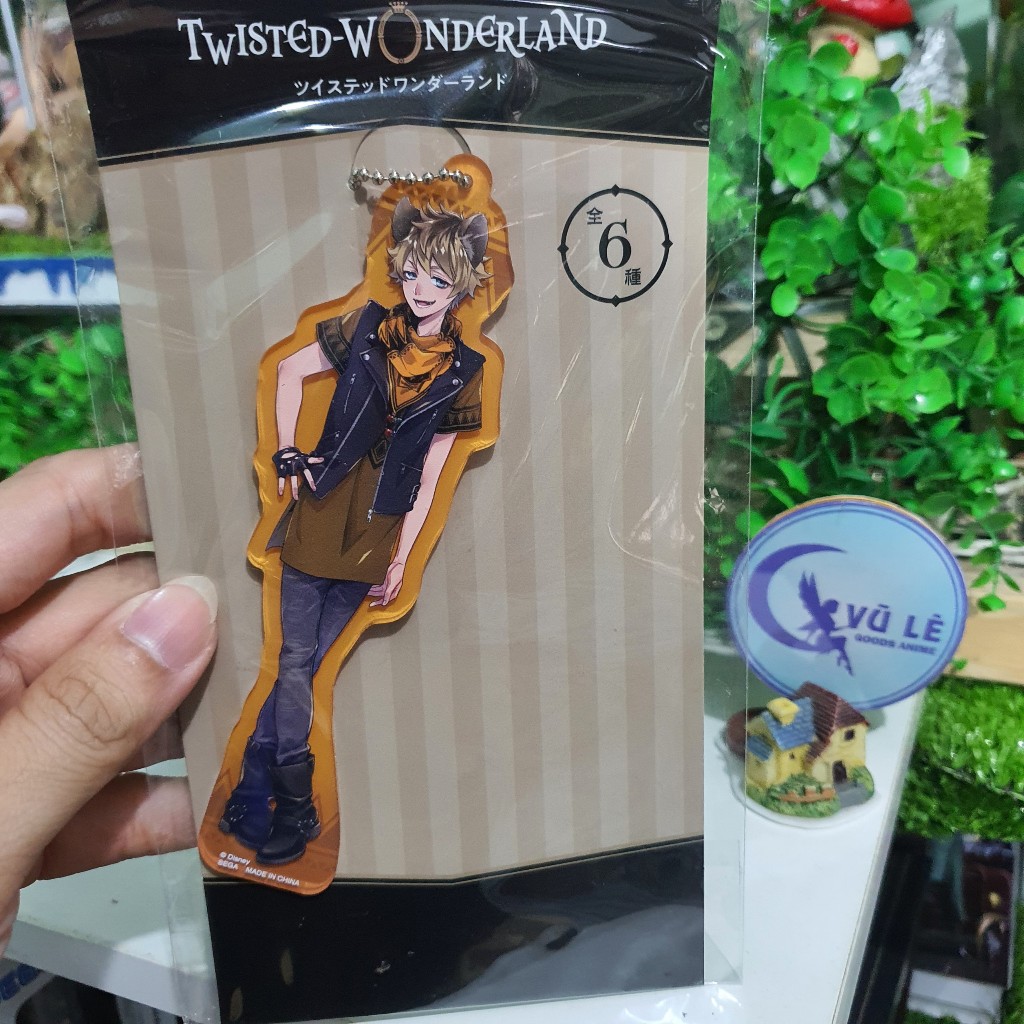 TWISTED-WONDERLAND
ツイステッドワンダーランド
全
6
種
VŨ LÊ
GOODS ANIME
© Disney
SEGA MADE IN CHINA